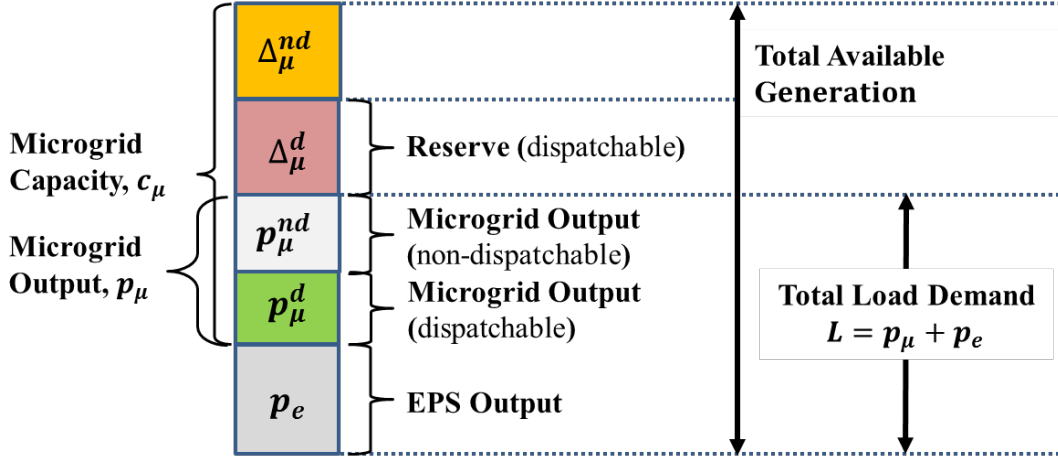 Δ_μ^{nd}
Total Available
Generation
Microgrid
Capacity, c_μ
Δ_μ^d
Reserve (dispatchable)
Microgrid
Output, p_μ
p_μ^{nd}
Microgrid Output
(non-dispatchable)
p_μ^d
Microgrid Output
(dispatchable)
Total Load Demand
L = p_μ + p_e
p_e
EPS Output